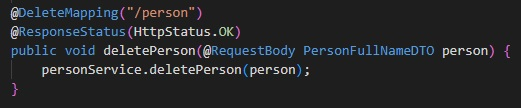 @DeleteMapping("/person")
@ResponseStatus(HttpStatus.OK)
public void deletePerson(@RequestBody PersonFullNameDTO person) {
    personService.deletePerson(person);
}